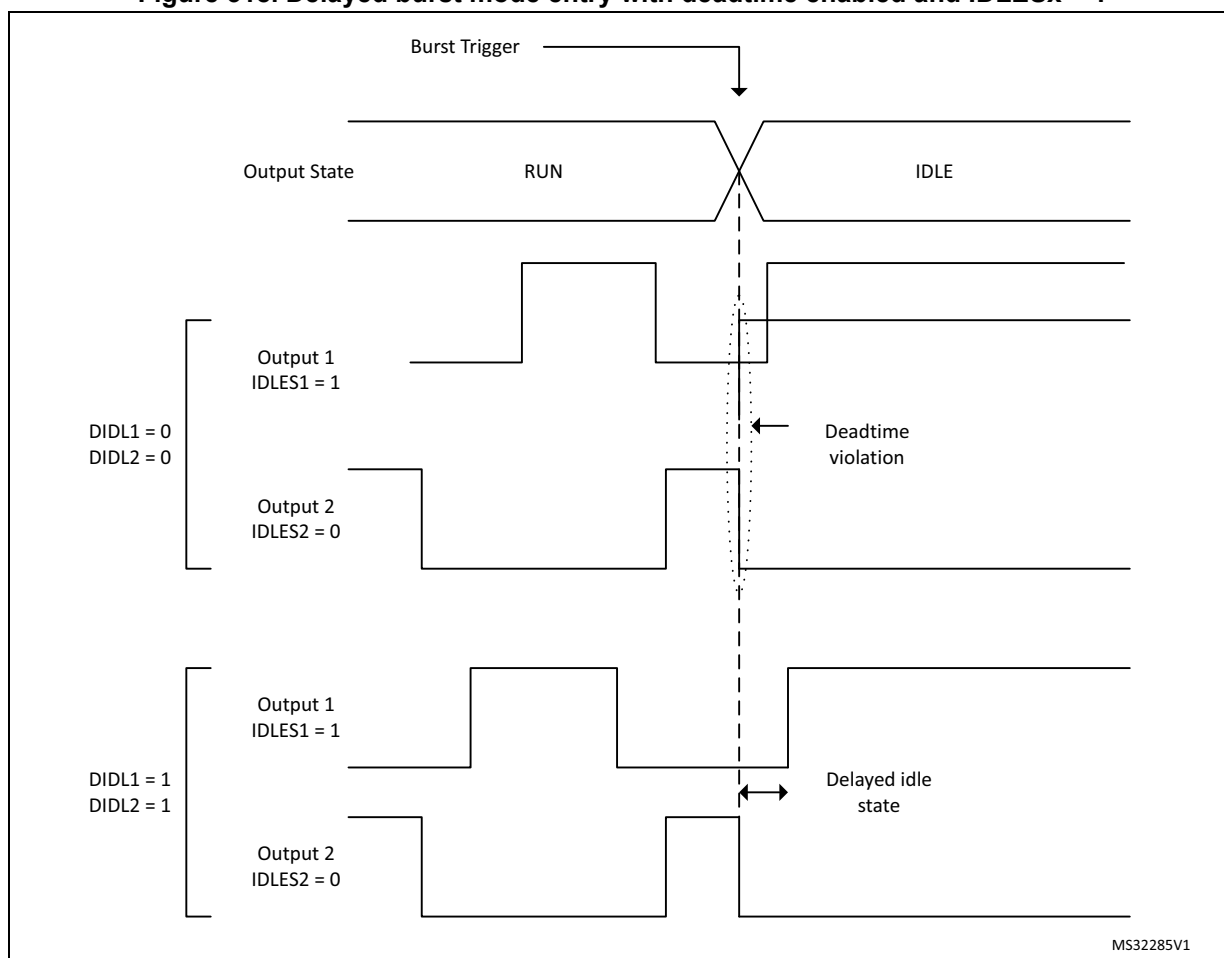 Burst Trigger
Output State
RUN
IDLE
Output 1
IDLES1 = 1
DIDL1 = 0
DIDL2 = 0
Deadtime
violation
Output 2
IDLES2 = 0
Output 1
IDLES1 = 1
DIDL1 = 1
DIDL2 = 1
Delayed idle
state
Output 2
IDLES2 = 0
MS32285V1